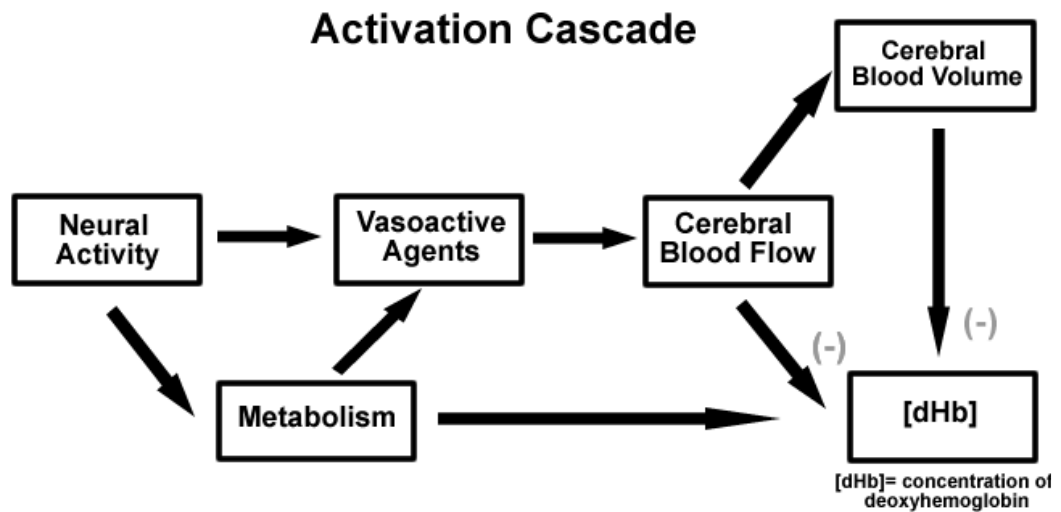 Activation Cascade
Cerebral
Blood Volume
Neural
Activity
Vasoactive
Agents
Cerebral
Blood Flow
(-)
(-)
Metabolism
[dHb]
[dHb]= concentration of
deoxyhemoglobin